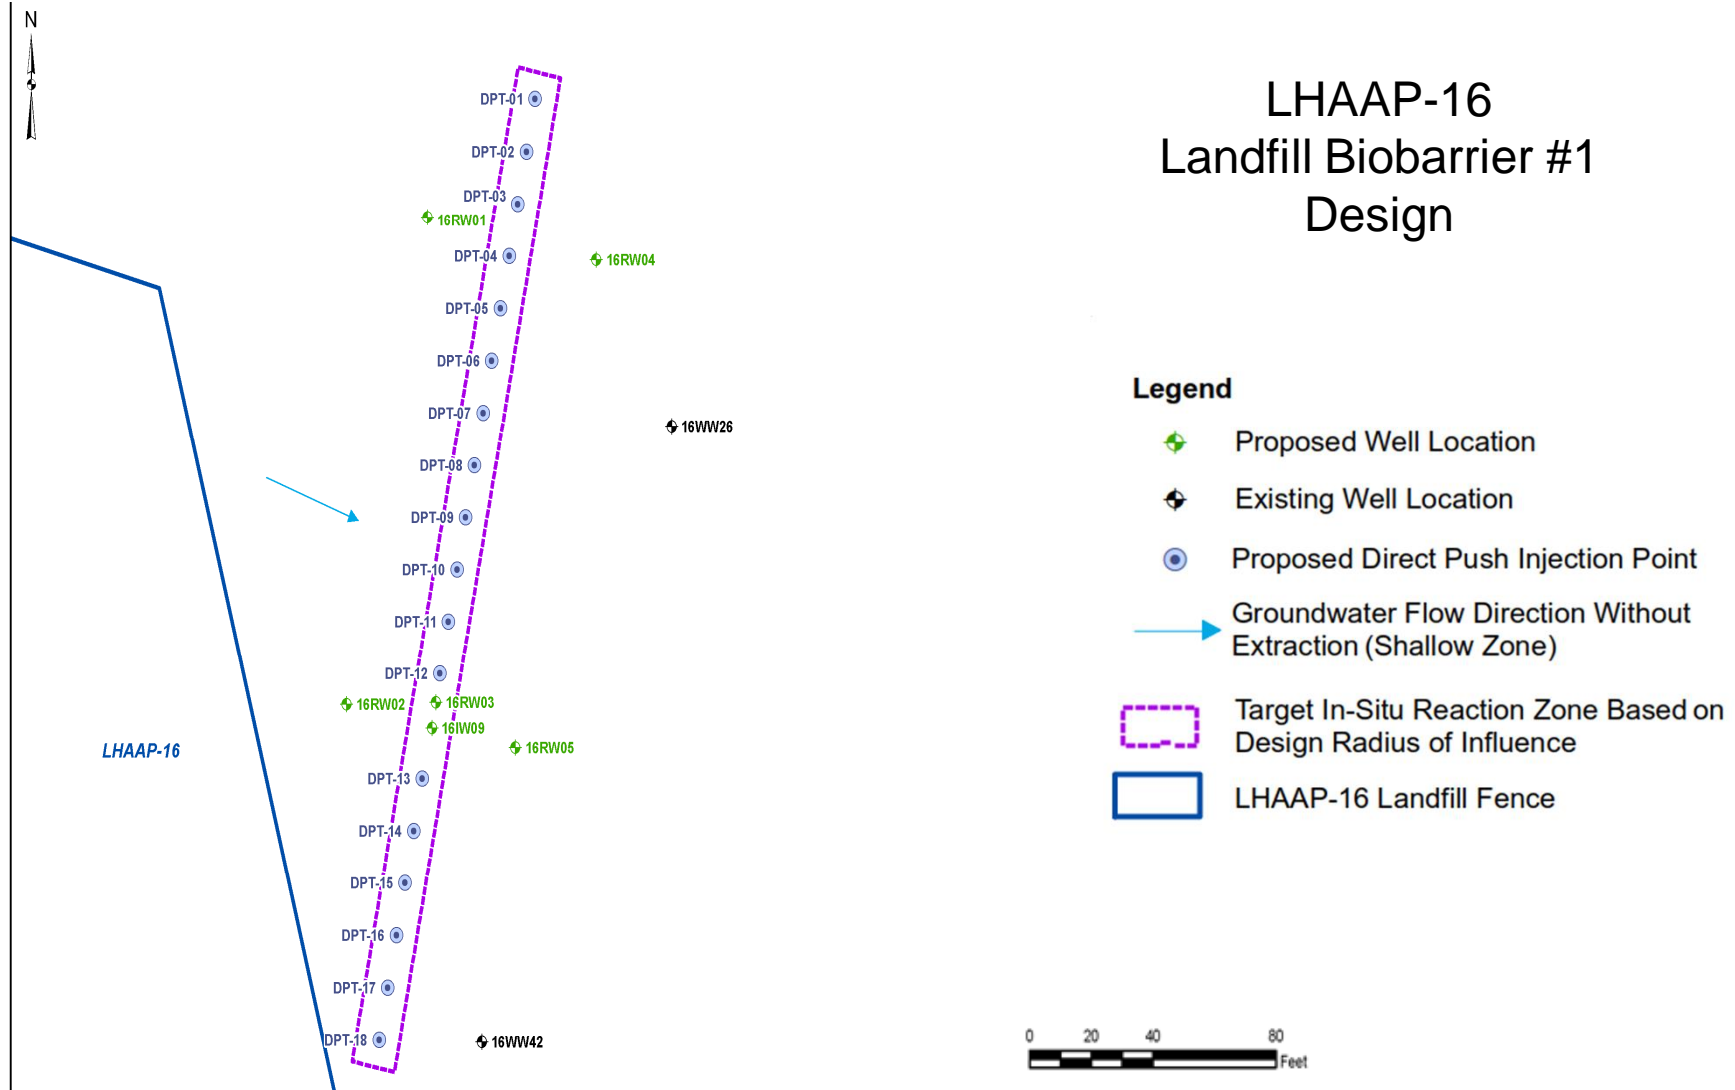 N
LHAAP-16
Landfill Biobarrier #1
Design
DPT-01
DPT-02
DPT-03
16RW01
DPT-04
16RW04
DPT-05
DPT-06
DPT-07
16WW26
DPT-08
DPT-09
DPT-10
DPT-11
DPT-12
16RW02
16RW03
16IW09
16RW05
LHAAP-16
DPT-13
DPT-14
DPT-15
DPT-16
DPT-17
DPT-18
16WW42
Legend
Proposed Well Location
Existing Well Location
Proposed Direct Push Injection Point
Groundwater Flow Direction Without
Extraction (Shallow Zone)
Target In-Situ Reaction Zone Based on
Design Radius of Influence
LHAAP-16 Landfill Fence
0 20 40 80
Feet